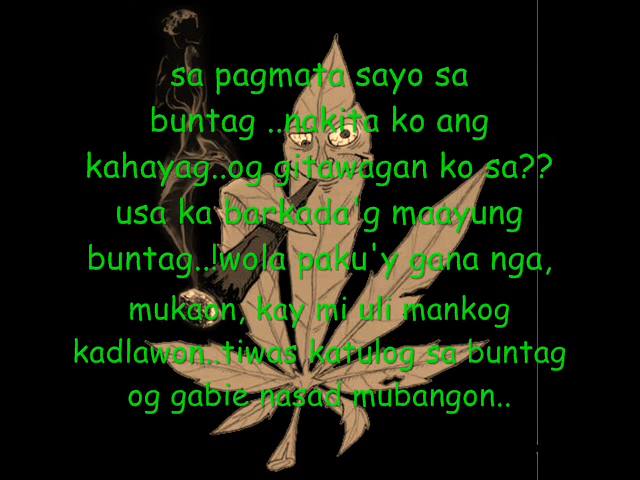 sa pagmata sayo sa
buntag ..nakita ko ang
kahayag..og gitawagan ko sa??
usa ka barkada'g maayung
buntag..!wola paku'y gana nga,
mukaon, kay mi uli mankog
kadlawon..tiwas katulog sa buntag
og gabie nasad mubangon..